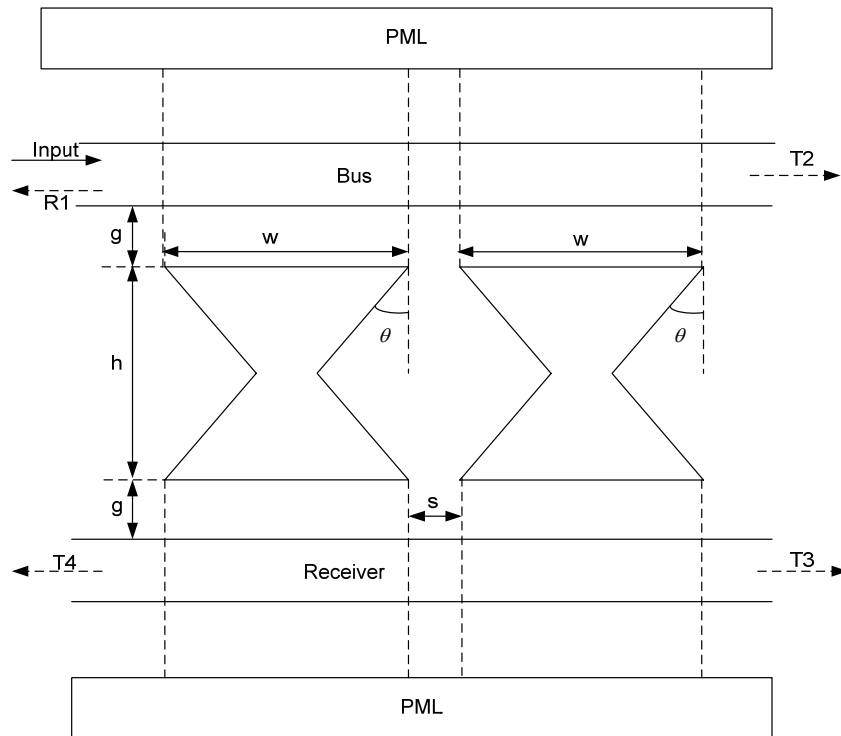 PML
Input
T2
Bus
R1
g
w
w
θ
θ
h
g
s
T4
T3
Receiver
PML